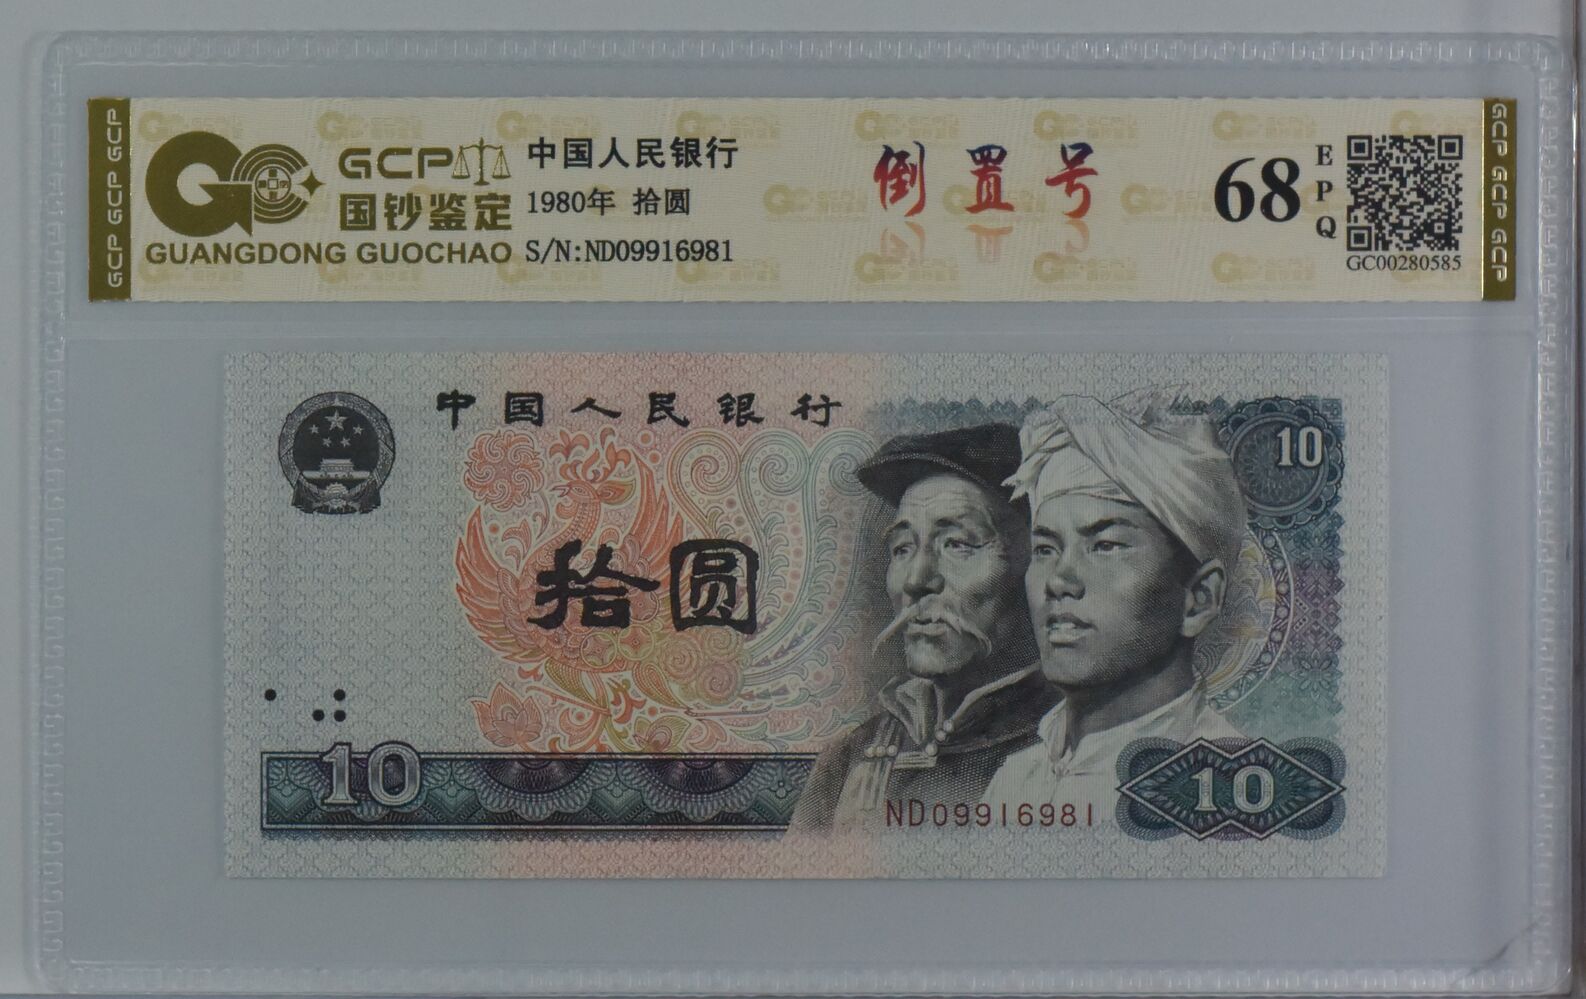 GCP
国钞鉴定
GUANGDONG GUOCHAO
中国人民银行
1980年 拾圆
S/N:ND09916981
倒置号
68
EPQ
GC00280585
GCP GCP GCP
GCP GCP GCP
中国人民银行
10
拾圆
10
ND09916981
10